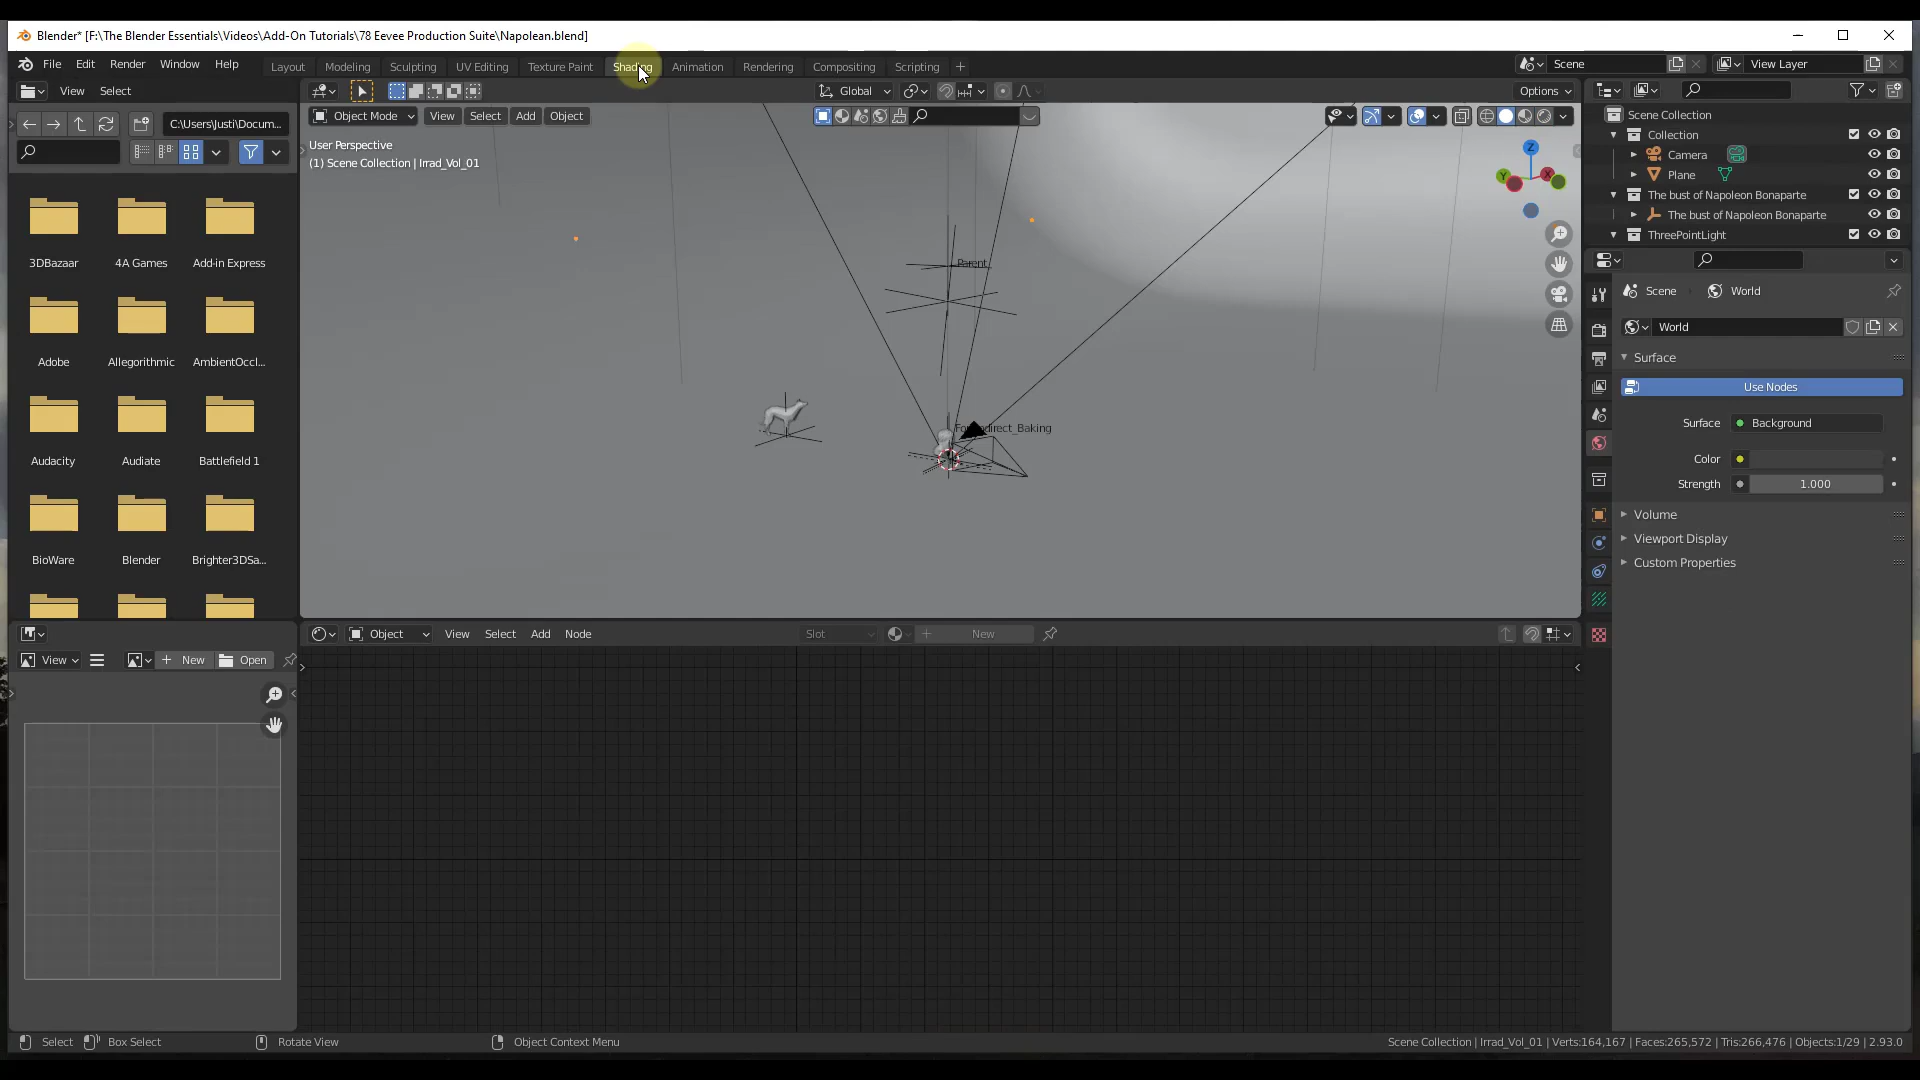 Blender* [F:\The Blender Essentials\Videos\Add-On Tutorials\78 Eevee Production Suite\Napolean.blend]
File Edit Render Window Help Layout Modeling Sculpting UV Editing Texture Paint Shading Animation Rendering Compositing Scripting + Scene View Layer
View Select Global Options
C:\Users\Justi\Docum... Object Mode View Select Add Object
User Perspective
(1) Scene Collection | Irrad_Vol_01
Parent
3DBazaar 4A Games Add-in Express
Adobe Allegorithmic AmbientOccl...
Audacity Audiate Battlefield 1
BioWare Blender Brighter3DSa...
X
Y
Z
Scene Collection
Collection
Camera
Plane
The bust of Napoleon Bonaparte
The bust of Napoleon Bonaparte
ThreePointLight
Scene World
World
Surface
Use Nodes
Surface Background
Color
Strength 1.000
Volume
Viewport Display
Custom Properties
Object View Select Add Node Slot New
View New Open
Select Box Select Rotate View Object Context Menu
Scene Collection | Irrad_Vol_01 | Verts:164,167 | Faces:265,572 | Tris:266,476 | Objects:1/29 | 2.93.0